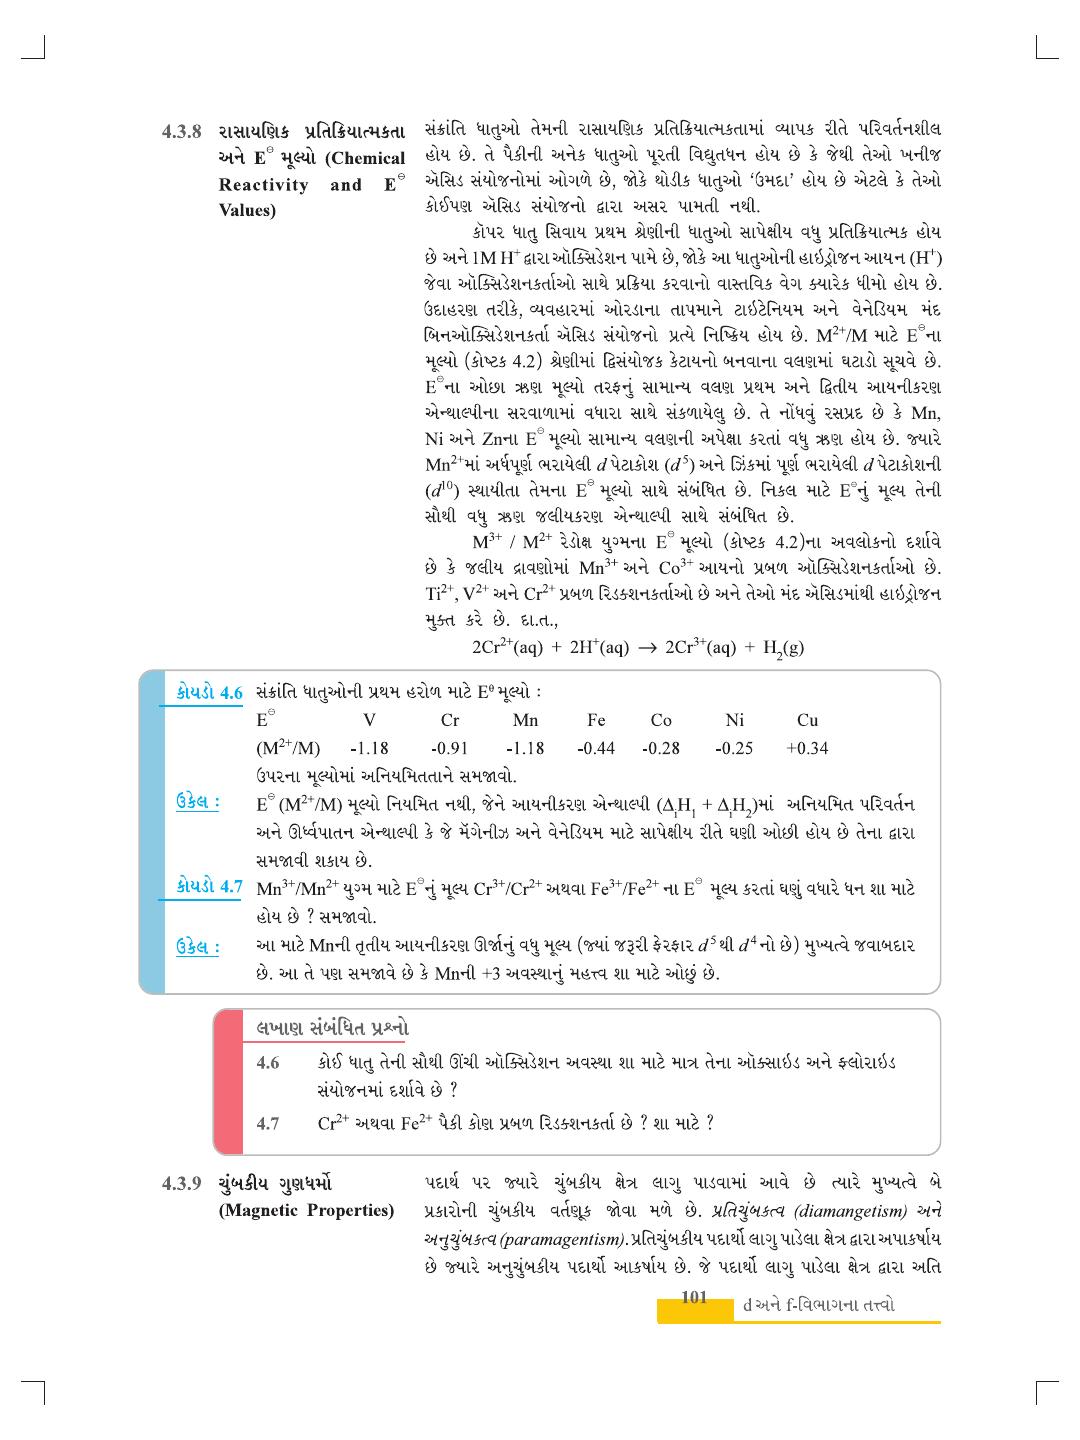 4.3.8 રાસાયણિક પ્રતિક્રિયાત્મકતા
અને E⊖ મૂલ્યો (Chemical
Reactivity and E⊖
Values)
સંક્રાંતિ ધાતુઓ તેમની રાસાયણિક પ્રતિક્રિયાત્મકતામાં વ્યાપક રીતે પરિવર્તનશીલ
હોય છે. તે પૈકીની અનેક ધાતુઓ પૂરતી વિદ્યુતધન હોય છે કે જેથી તેઓ ખનીજ
ઍસિડ સંયોજનોમાં ઓગળે છે, જોકે થોડીક ધાતુઓ ‘ઉમદા’ હોય છે એટલે કે તેઓ
કોઈપણ ઍસિડ સંયોજનો દ્વારા અસર પામતી નથી.
કૉપર ધાતુ સિવાય પ્રથમ શ્રેણીની ધાતુઓ સાપેક્ષીય વધુ પ્રતિક્રિયાત્મક હોય
છે અને 1M H⁺ દ્વારા ઑક્સિડેશન પામે છે, જોકે આ ધાતુઓની હાઇડ્રોજન આયન (H⁺)
જેવા ઑક્સિડેશનકર્તાઓ સાથે પ્રક્રિયા કરવાનો વાસ્તવિક વેગ ક્યારેક ધીમો હોય છે.
ઉદાહરણ તરીકે, વ્યવહારમાં ઓરડાના તાપમાને ટાઇટેનિયમ અને વેનેડિયમ મંદ
બિનઑક્સિડેશનકર્તા ઍસિડ સંયોજનો પ્રત્યે નિષ્ક્રિય હોય છે. M²⁺/M માટે E⊖ના
મૂલ્યો (કોષ્ટક 4.2) શ્રેણીમાં દ્વિસંયોજક કેટાયનો બનવાના વલણમાં ઘટાડો સૂચવે છે.
E⊖ના ઓછા ઋણ મૂલ્યો તરફનું સામાન્ય વલણ પ્રથમ અને દ્વિતીય આયનીકરણ
એન્થાલ્પીના સરવાળામાં વધારા સાથે સંકળાયેલુ છે. તે નોંધવું રસપ્રદ છે કે Mn,
Ni અને Znના E⊖ મૂલ્યો સામાન્ય વલણની અપેક્ષા કરતાં વધુ ઋણ હોય છે. જ્યારે
Mn²⁺માં અર્ધપૂર્ણ ભરાયેલી d પેટાકોશ (d⁵) અને ઝિંકમાં પૂર્ણ ભરાયેલી d પેટાકોશની
(d¹⁰) સ્થાયીતા તેમના E⊖ મૂલ્યો સાથે સંબંધિત છે. નિકલ માટે E⊖નું મૂલ્ય તેની
સૌથી વધુ ઋણ જલીયકરણ એન્થાલ્પી સાથે સંબંધિત છે.
M³⁺ / M²⁺ રેડોક્ષ યુગ્મના E⊖ મૂલ્યો (કોષ્ટક 4.2)ના અવલોકનો દર્શાવે
છે કે જલીય દ્રાવણોમાં Mn³⁺ અને Co³⁺ આયનો પ્રબળ ઑક્સિડેશનકર્તાઓ છે.
Ti²⁺, V²⁺ અને Cr²⁺ પ્રબળ રિડક્શનકર્તાઓ છે અને તેઓ મંદ ઍસિડમાંથી હાઇડ્રોજન
મુક્ત કરે છે. દા.ત.,
2Cr²⁺(aq) + 2H⁺(aq) → 2Cr³⁺(aq) + H₂(g)
કોયડો 4.6 સંક્રાંતિ ધાતુઓની પ્રથમ હરોળ માટે Eᶿ મૂલ્યો :
E⊖ V Cr Mn Fe Co Ni Cu
(M²⁺/M) -1.18 -0.91 -1.18 -0.44 -0.28 -0.25 +0.34
ઉપરના મૂલ્યોમાં અનિયમિતતાને સમજાવો.
ઉકેલ : E⊖ (M²⁺/M) મૂલ્યો નિયમિત નથી, જેને આયનીકરણ એન્થાલ્પી (ΔᵢH₁ + ΔᵢH₂)માં અનિયમિત પરિવર્તન
અને ઊર્ધ્વપાતન એન્થાલ્પી કે જે મૅંગેનીઝ અને વેનેડિયમ માટે સાપેક્ષીય રીતે ઘણી ઓછી હોય છે તેના દ્વારા
સમજાવી શકાય છે.
કોયડો 4.7 Mn³⁺/Mn²⁺ યુગ્મ માટે E⊖નું મૂલ્ય Cr³⁺/Cr²⁺ અથવા Fe³⁺/Fe²⁺ ના E⊖ મૂલ્ય કરતાં ઘણું વધારે ધન શા માટે
હોય છે ? સમજાવો.
ઉકેલ : આ માટે Mnની તૃતીય આયનીકરણ ઊર્જાનું વધુ મૂલ્ય (જ્યાં જરૂરી ફેરફાર d⁵થી d⁴નો છે) મુખ્યત્વે જવાબદાર
છે. આ તે પણ સમજાવે છે કે Mnની +3 અવસ્થાનું મહત્ત્વ શા માટે ઓછું છે.
લખાણ સંબંધિત પ્રશ્નો
4.6 કોઈ ધાતુ તેની સૌથી ઊંચી ઑક્સિડેશન અવસ્થા શા માટે માત્ર તેના ઑક્સાઇડ અને ફ્લોરાઇડ
સંયોજનમાં દર્શાવે છે ?
4.7 Cr²⁺ અથવા Fe²⁺ પૈકી કોણ પ્રબળ રિડક્શનકર્તા છે ? શા માટે ?
4.3.9 ચુંબકીય ગુણધર્મો
(Magnetic Properties)
પદાર્થ પર જ્યારે ચુંબકીય ક્ષેત્ર લાગુ પાડવામાં આવે છે ત્યારે મુખ્યત્વે બે
પ્રકારોની ચુંબકીય વર્તણૂક જોવા મળે છે. પ્રતિચુંબકત્વ (diamangetism) અને
અનુચુંબકત્વ (paramagentism). પ્રતિચુંબકીય પદાર્થો લાગુ પાડેલા ક્ષેત્ર દ્વારા અપાકર્ષાય
છે જ્યારે અનુચુંબકીય પદાર્થો આકર્ષાય છે. જે પદાર્થો લાગુ પાડેલા ક્ષેત્ર દ્વારા અતિ
101 d અને f-વિભાગના તત્ત્વો